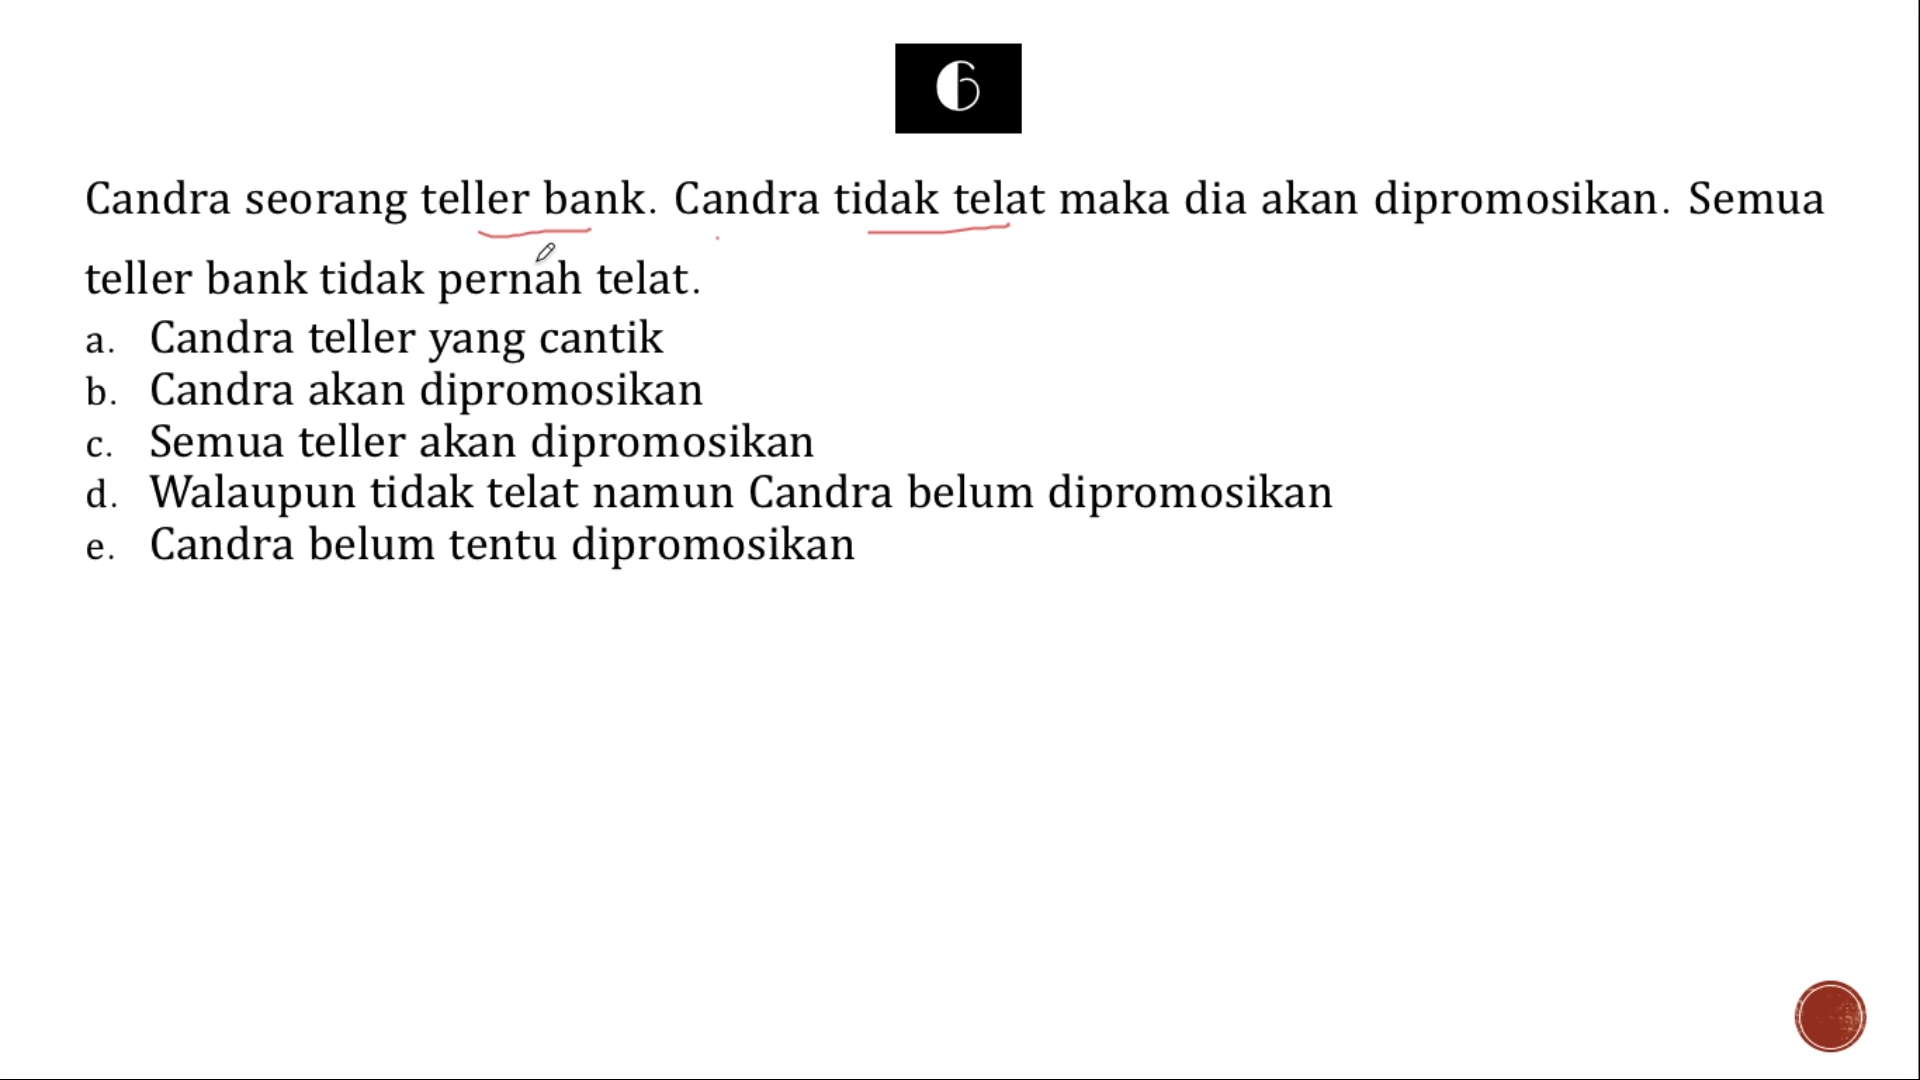 6
Candra seorang teller bank. Candra tidak telat maka dia akan dipromosikan. Semua
teller bank tidak pernah telat.
a. Candra teller yang cantik
b. Candra akan dipromosikan
c. Semua teller akan dipromosikan
d. Walaupun tidak telat namun Candra belum dipromosikan
e. Candra belum tentu dipromosikan